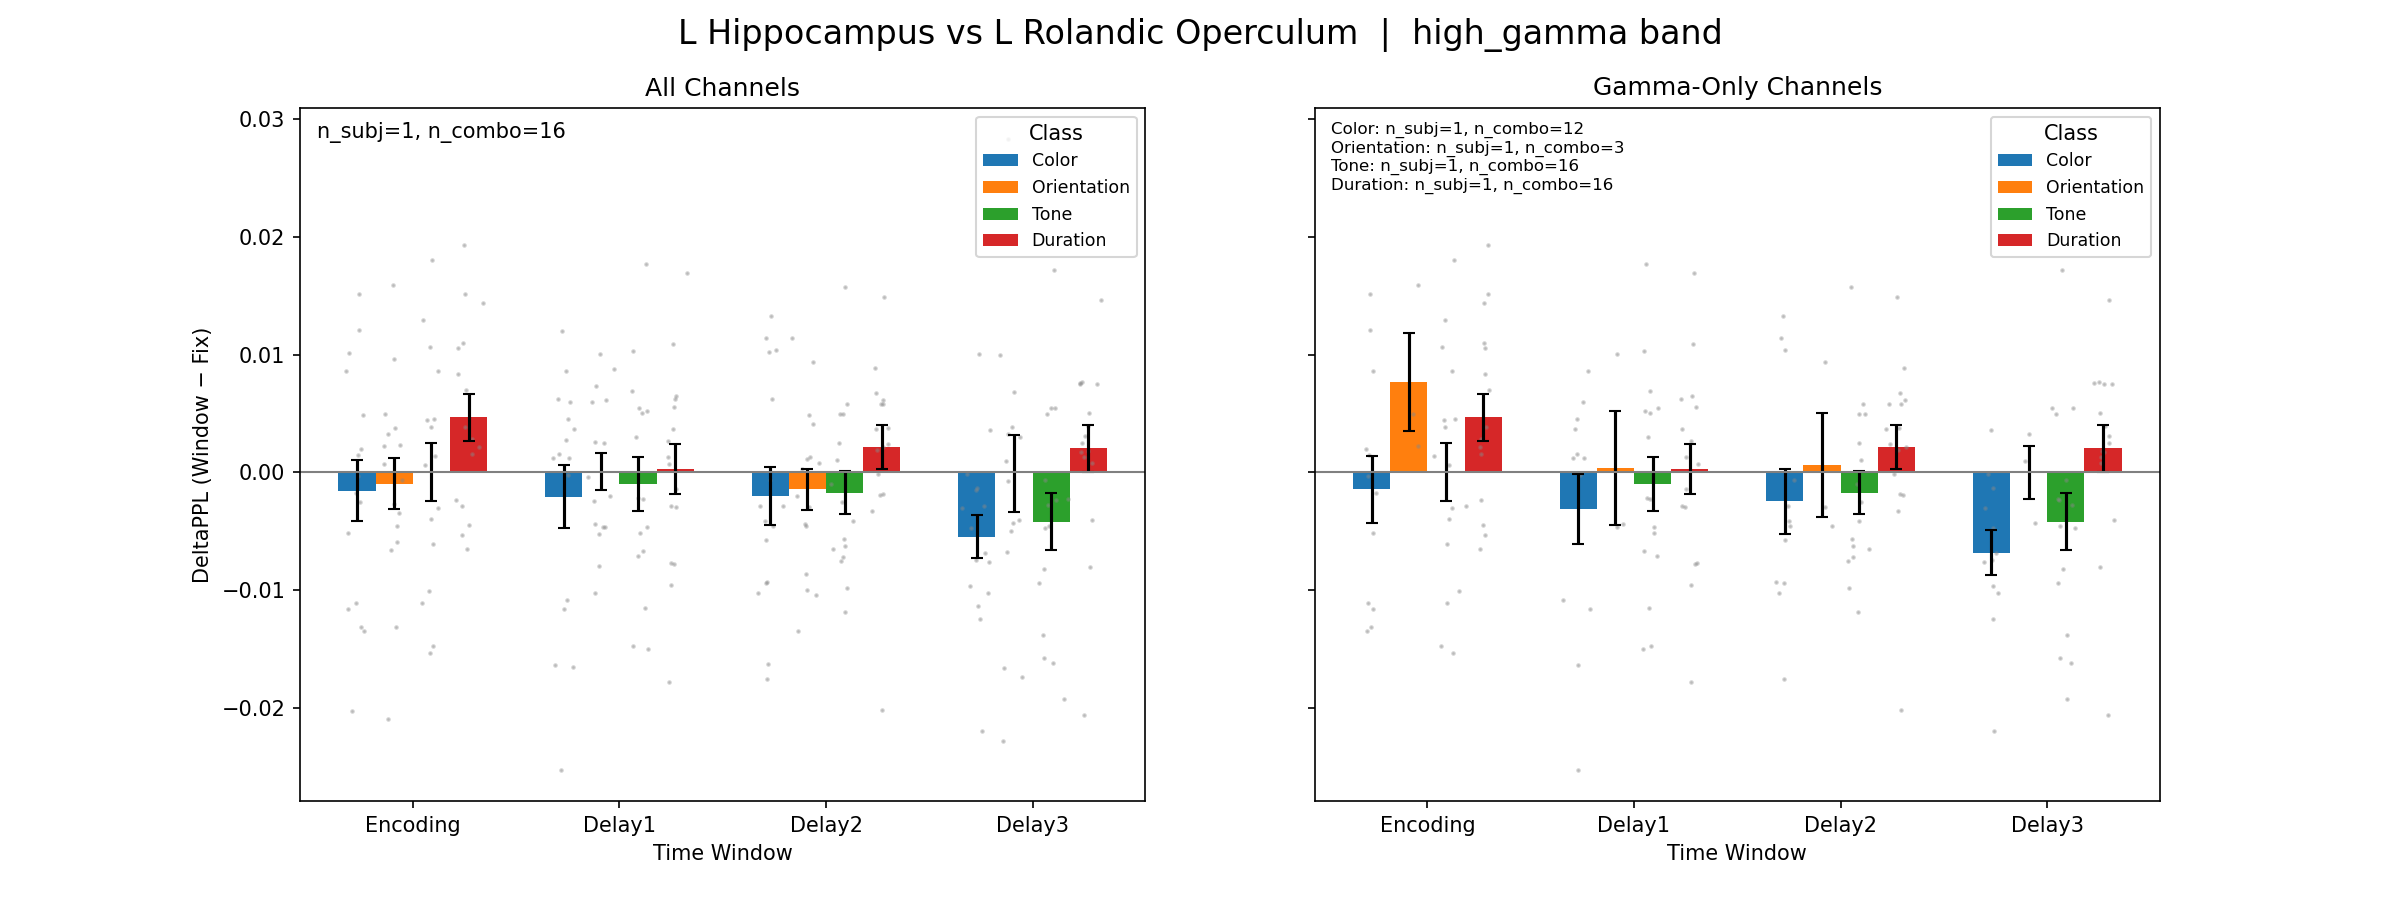 L Hippocampus vs L Rolandic Operculum | high_gamma band
All Channels
n_subj=1, n_combo=16
Class
Color
Orientation
Tone
Duration
0.03
0.02
0.01
0.00
−0.01
−0.02
DeltaPPL (Window − Fix)
Encoding
Delay1
Delay2
Delay3
Time Window
Gamma-Only Channels
Color: n_subj=1, n_combo=12
Orientation: n_subj=1, n_combo=3
Tone: n_subj=1, n_combo=16
Duration: n_subj=1, n_combo=16
Class
Color
Orientation
Tone
Duration
Encoding
Delay1
Delay2
Delay3
Time Window